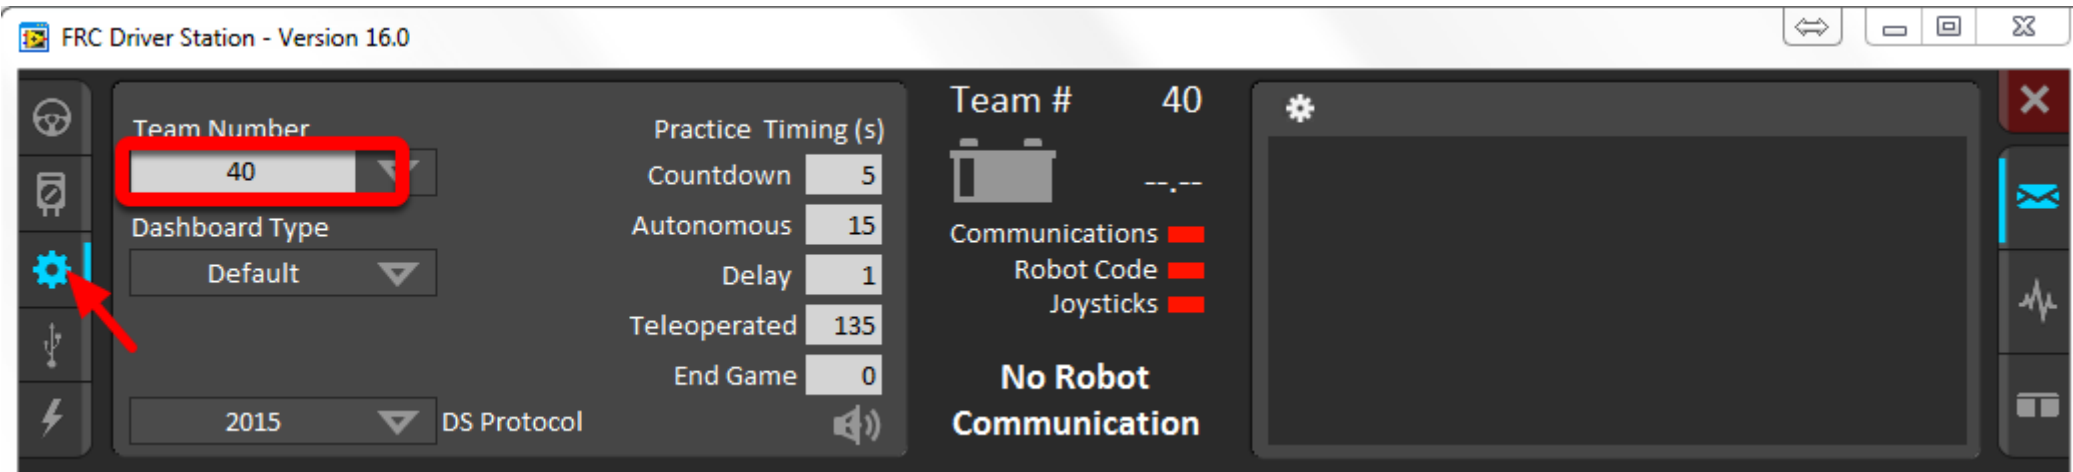 FRC Driver Station - Version 16.0
Team Number
40
Dashboard Type
Default
2015 DS Protocol
Practice Timing (s)
Countdown 5
Autonomous 15
Delay 1
Teleoperated 135
End Game 0
Team # 40
--.--
Communications
Robot Code
Joysticks
No Robot
Communication